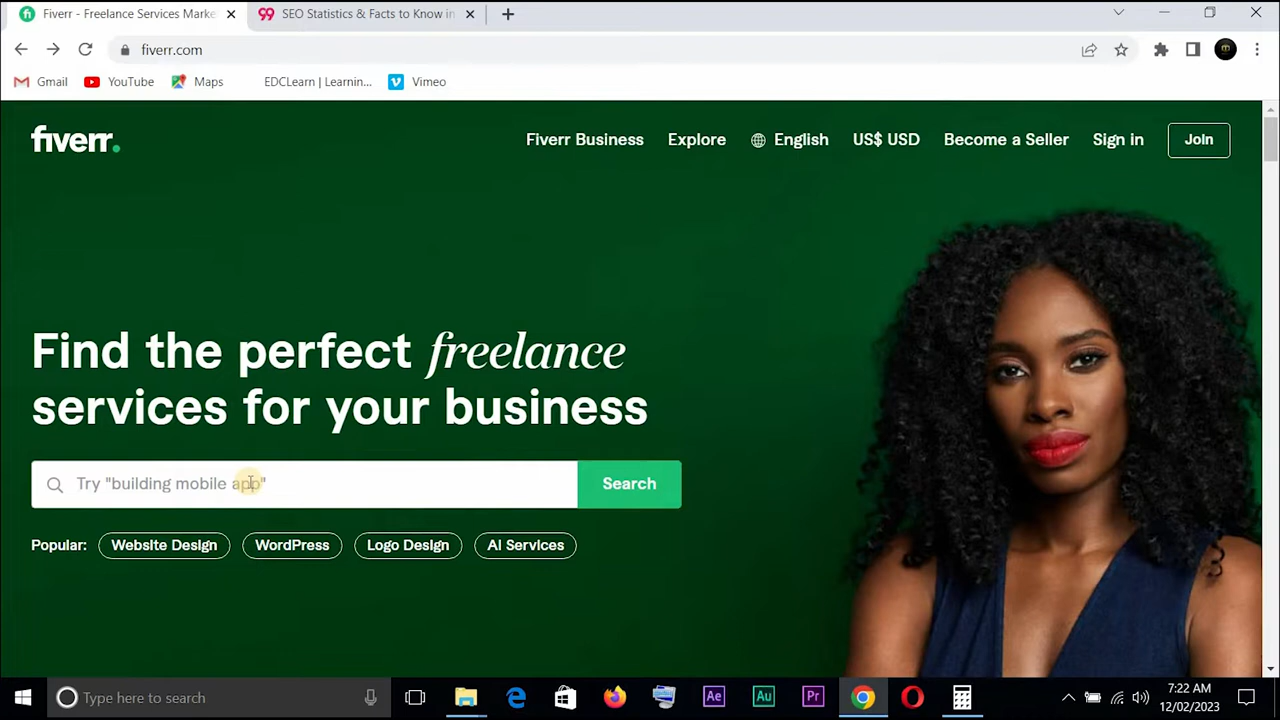 Fiverr - Freelance Services Marke
SEO Statistics & Facts to Know in
fiverr.com
Gmail
YouTube
Maps
EDCLearn | Learnin...
Vimeo
fiverr.
Fiverr Business
Explore
English
US$ USD
Become a Seller
Sign in
Join
Find the perfect freelance
services for your business
Try "building mobile app"
Search
Popular:
Website Design
WordPress
Logo Design
AI Services
Type here to search
Ae
Au
Pr
7:22 AM
12/02/2023